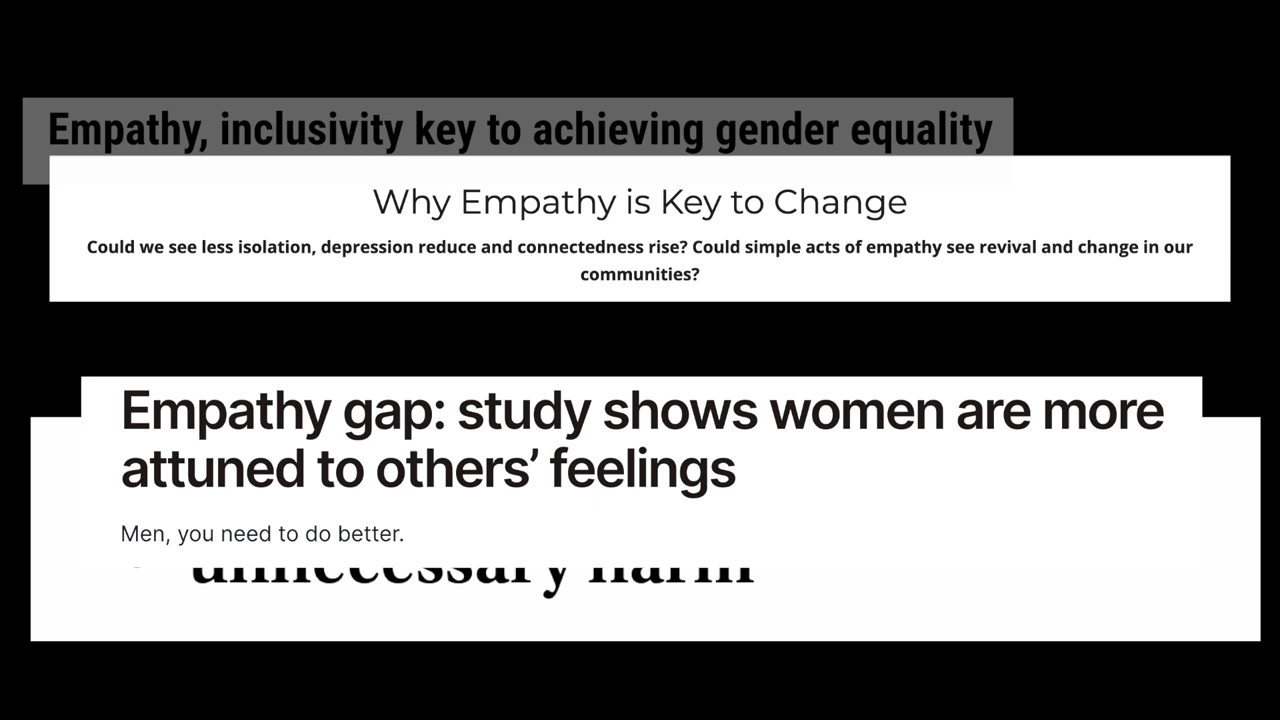 Empathy, inclusivity key to achieving gender equality
Why Empathy is Key to Change
Could we see less isolation, depression reduce and connectedness rise? Could simple acts of empathy see revival and change in our
communities?
Empathy gap: study shows women are more
attuned to others’ feelings
Men, you need to do better.
unnecessary harm